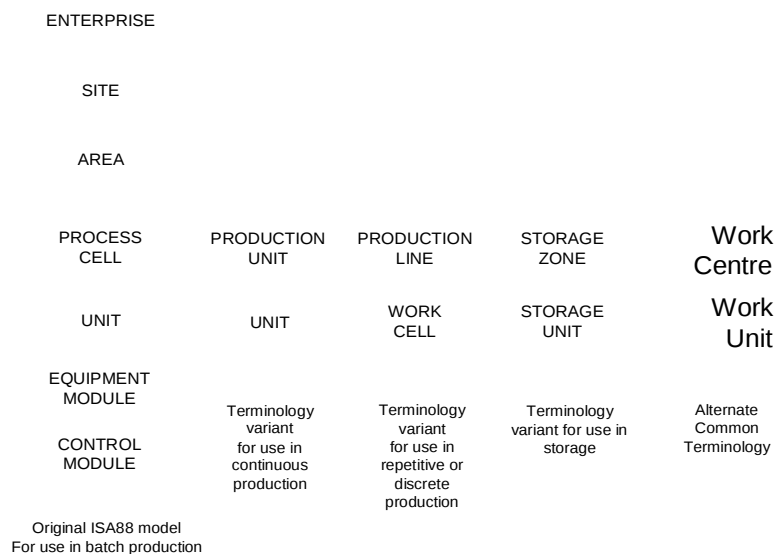 ENTERPRISE
SITE
AREA
PROCESS
CELL
PRODUCTION
UNIT
PRODUCTION
LINE
STORAGE
ZONE
Work
Centre
UNIT
UNIT
WORK
CELL
STORAGE
UNIT
Work
Unit
EQUIPMENT
MODULE
CONTROL
MODULE
Terminology
variant
for use in
continuous
production
Terminology
variant
for use in
repetitive or
discrete
production
Terminology
variant for use in
storage
Alternate
Common
Terminology
Original ISA88 model
For use in batch production